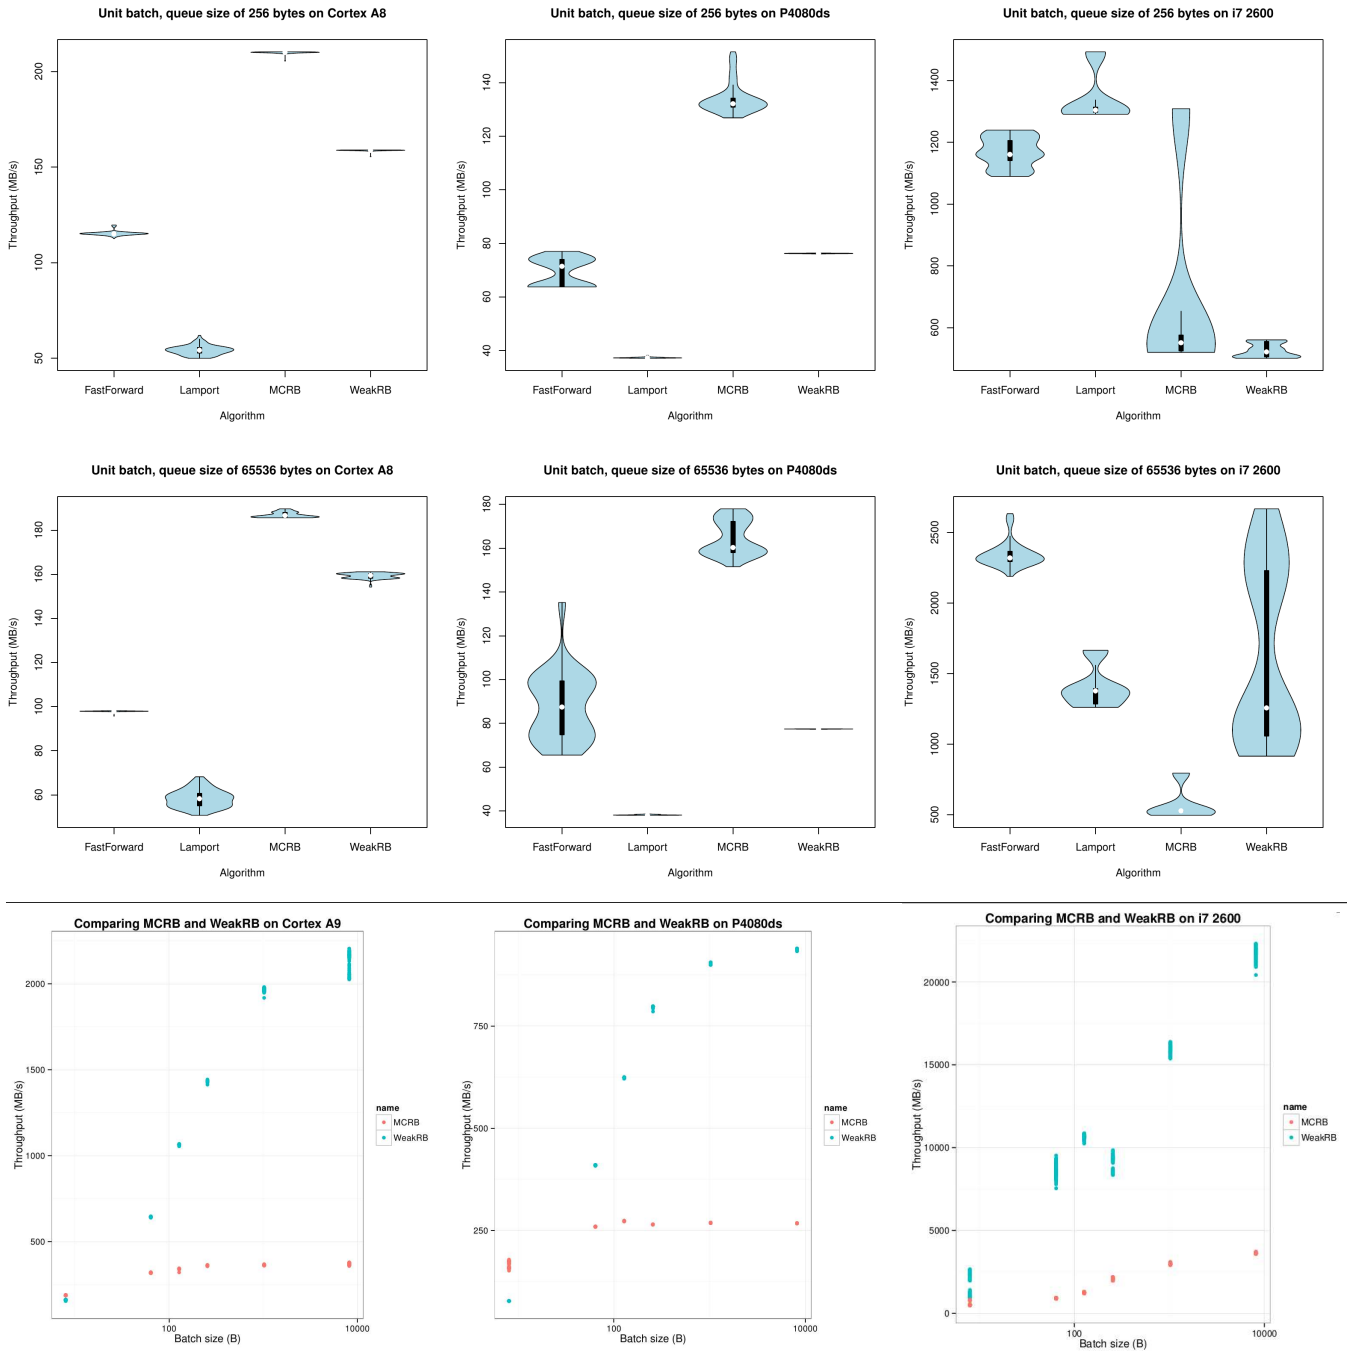 Unit batch, queue size of 256 bytes on Cortex A8
Throughput (MB/s)
50
100
150
200
FastForward
Lamport
MCRB
WeakRB
Algorithm
Unit batch, queue size of 256 bytes on P4080ds
Throughput (MB/s)
40
60
80
100
120
140
FastForward
Lamport
MCRB
WeakRB
Algorithm
Unit batch, queue size of 256 bytes on i7 2600
Throughput (MB/s)
600
800
1000
1200
1400
FastForward
Lamport
MCRB
WeakRB
Algorithm
Unit batch, queue size of 65536 bytes on Cortex A8
Throughput (MB/s)
60
80
100
120
140
160
180
FastForward
Lamport
MCRB
WeakRB
Algorithm
Unit batch, queue size of 65536 bytes on P4080ds
Throughput (MB/s)
40
60
80
100
120
140
160
180
FastForward
Lamport
MCRB
WeakRB
Algorithm
Unit batch, queue size of 65536 bytes on i7 2600
Throughput (MB/s)
500
1000
1500
2000
2500
FastForward
Lamport
MCRB
WeakRB
Algorithm
Comparing MCRB and WeakRB on Cortex A9
Throughput (MB/s)
2000
1500
1000
500
100
10000
Batch size (B)
name
MCRB
WeakRB
Comparing MCRB and WeakRB on P4080ds
Throughput (MB/s)
750
500
250
100
10000
Batch size (B)
name
MCRB
WeakRB
Comparing MCRB and WeakRB on i7 2600
Throughput (MB/s)
20000
15000
10000
5000
0
100
10000
Batch size (B)
name
MCRB
WeakRB